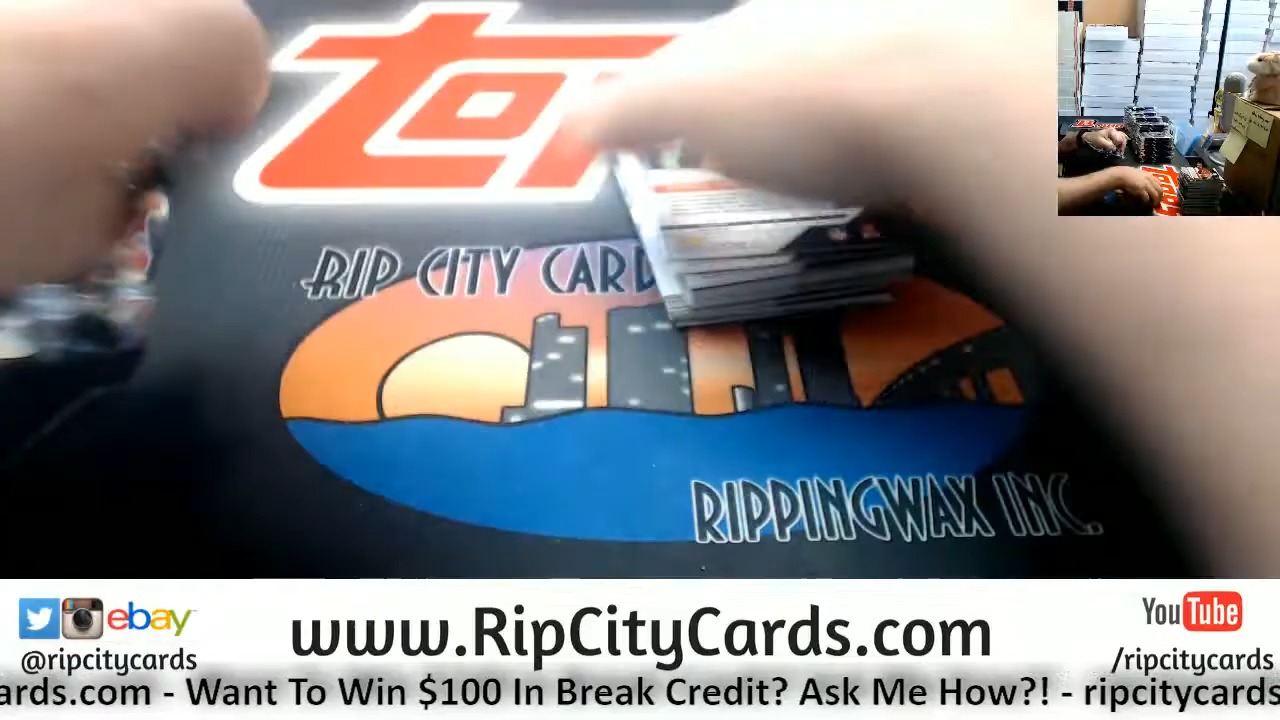 to
RIP CITY CARD
RIPPINGWAX INC.
ebay
@ripcitycards
www.RipCityCards.com
YouTube
/ripcitycards
ards.com - Want To Win $100 In Break Credit? Ask Me How?! - ripcitycards